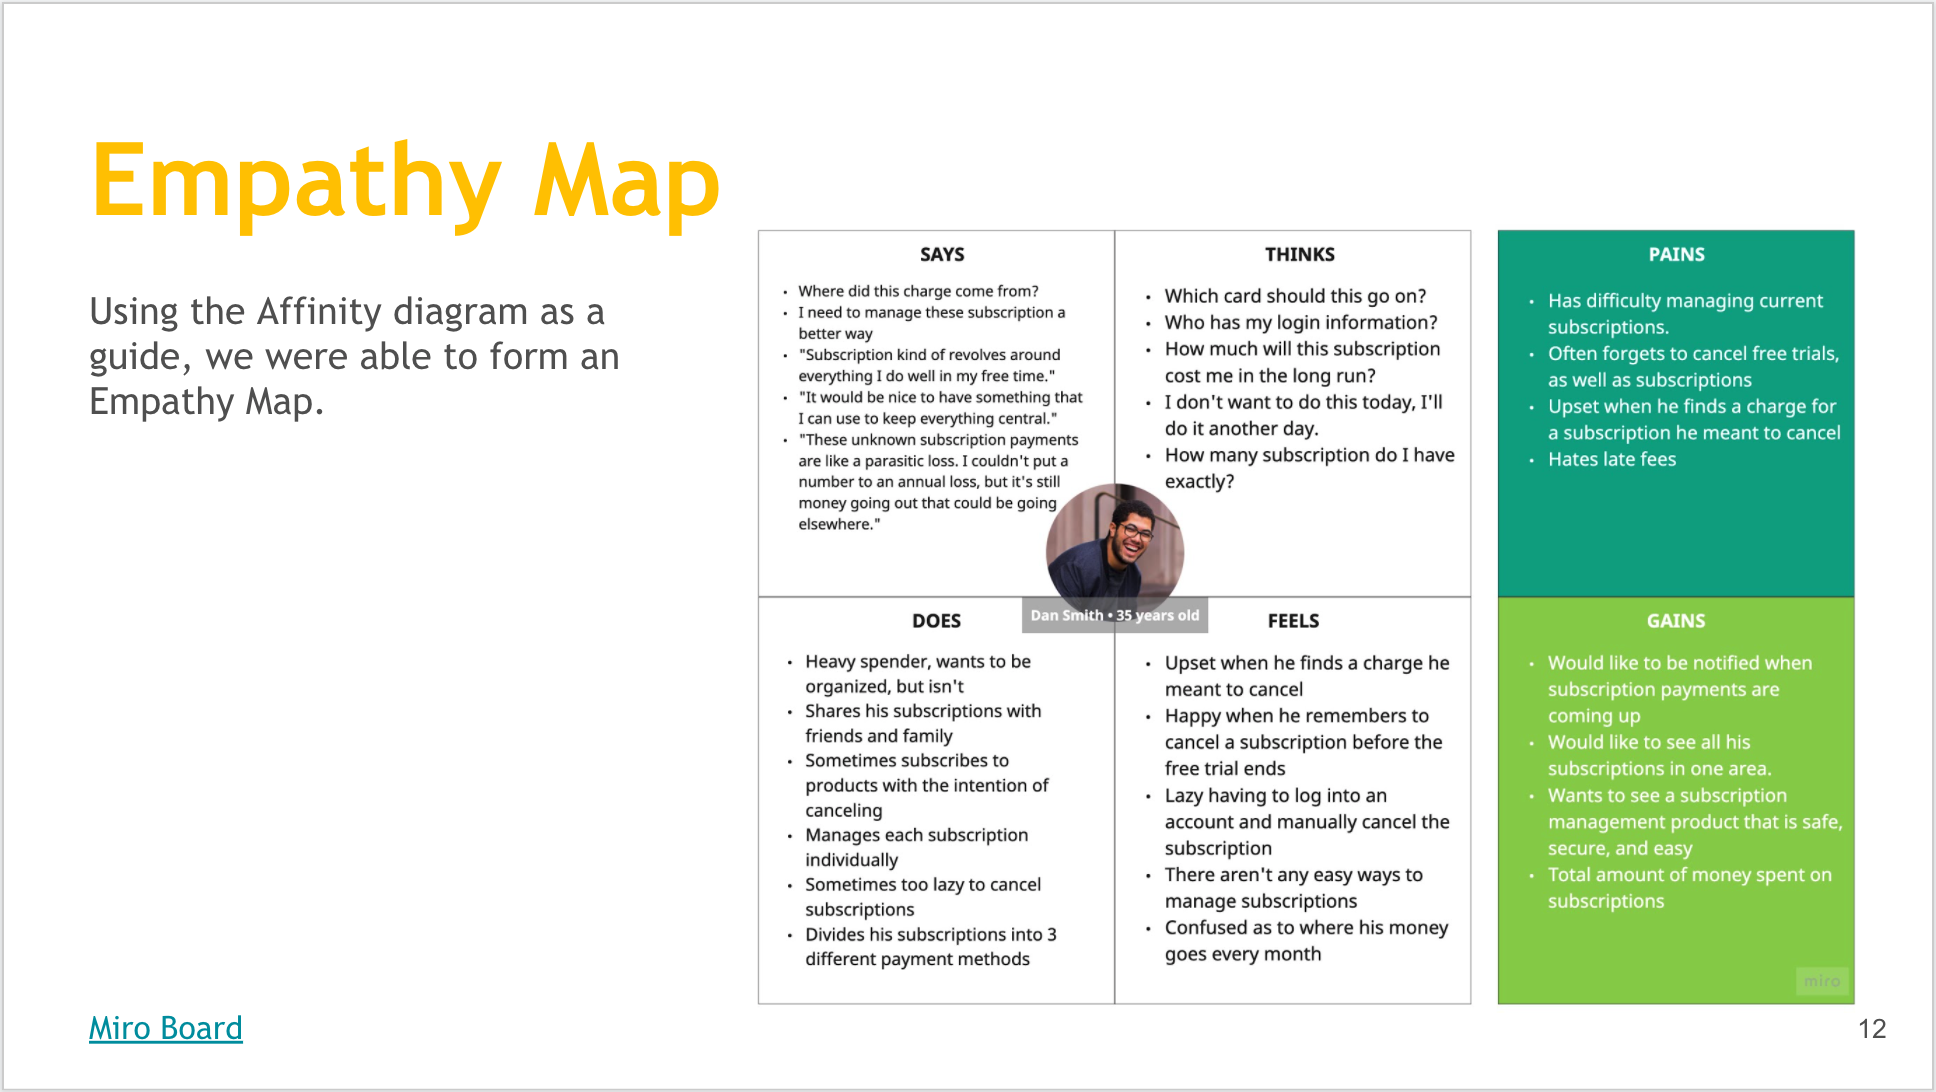 Empathy Map
Using the Affinity diagram as a
guide, we were able to form an
Empathy Map.
SAYS
• Where did this charge come from?
• I need to manage these subscription a
better way
• "Subscription kind of revolves around
everything I do well in my free time."
• "It would be nice to have something that
I can use to keep everything central."
• "These unknown subscription payments
are like a parasitic loss. I couldn't put a
number to an annual loss, but it's still
money going out that could be going
elsewhere."
THINKS
• Which card should this go on?
• Who has my login information?
• How much will this subscription
cost me in the long run?
• I don't want to do this today, I'll
do it another day.
• How many subscription do I have
exactly?
Dan Smith • 35 years old
DOES
• Heavy spender, wants to be
organized, but isn't
• Shares his subscriptions with
friends and family
• Sometimes subscribes to
products with the intention of
canceling
• Manages each subscription
individually
• Sometimes too lazy to cancel
subscriptions
• Divides his subscriptions into 3
different payment methods
FEELS
• Upset when he finds a charge he
meant to cancel
• Happy when he remembers to
cancel a subscription before the
free trial ends
• Lazy having to log into an
account and manually cancel the
subscription
• There aren't any easy ways to
manage subscriptions
• Confused as to where his money
goes every month
PAINS
• Has difficulty managing current
subscriptions.
• Often forgets to cancel free trials,
as well as subscriptions
• Upset when he finds a charge for
a subscription he meant to cancel
• Hates late fees
GAINS
• Would like to be notified when
subscription payments are
coming up
• Would like to see all his
subscriptions in one area.
• Wants to see a subscription
management product that is safe,
secure, and easy
• Total amount of money spent on
subscriptions
miro
Miro Board
12